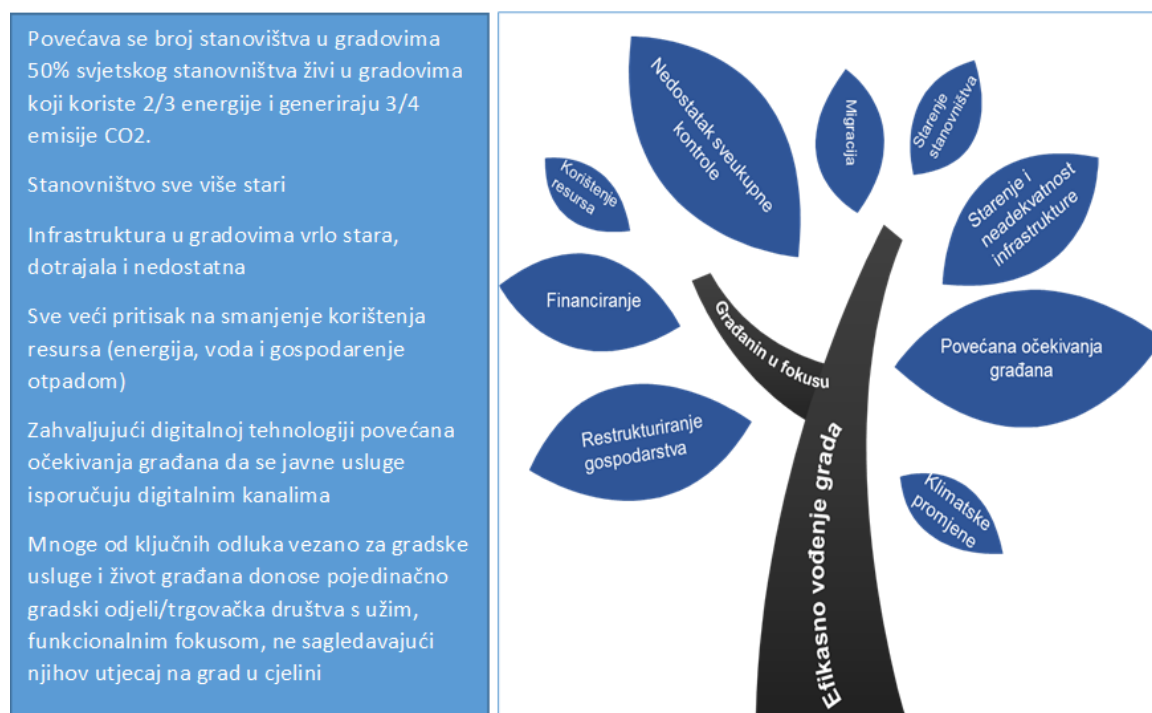 Povećava se broj stanovištva u gradovima
50% svjetskog stanovništva živi u gradovima
koji koriste 2/3 energije i generiraju 3/4
emisije CO2.
Stanovništvo sve više stari
Infrastruktura u gradovima vrlo stara,
dotrajala i nedostatna
Sve veći pritisak na smanjenje korištenja
resursa (energija, voda i gospodarenje
otpadom)
Zahvaljujući digitalnoj tehnologiji povećana
očekivanja građana da se javne usluge
isporučuju digitalnim kanalima
Mnoge od ključnih odluka vezano za gradske
usluge i život građana donose pojedinačno
gradski odjeli/trgovačka društva s užim,
funkcionalnim fokusom, ne sagledavajući
njihov utjecaj na grad u cjelini
Nedostatak sveukupne
kontrole
Migracija
Starenje
stanovništva
Korištenje
resursa
Starenje i
neadekvatnost
infrastrukture
Financiranje
Građanin u fokusu
Povećana očekivanja
građana
Restrukturiranje
gospodarstva
Klimatske
promjene
Efikasno vođenje grada